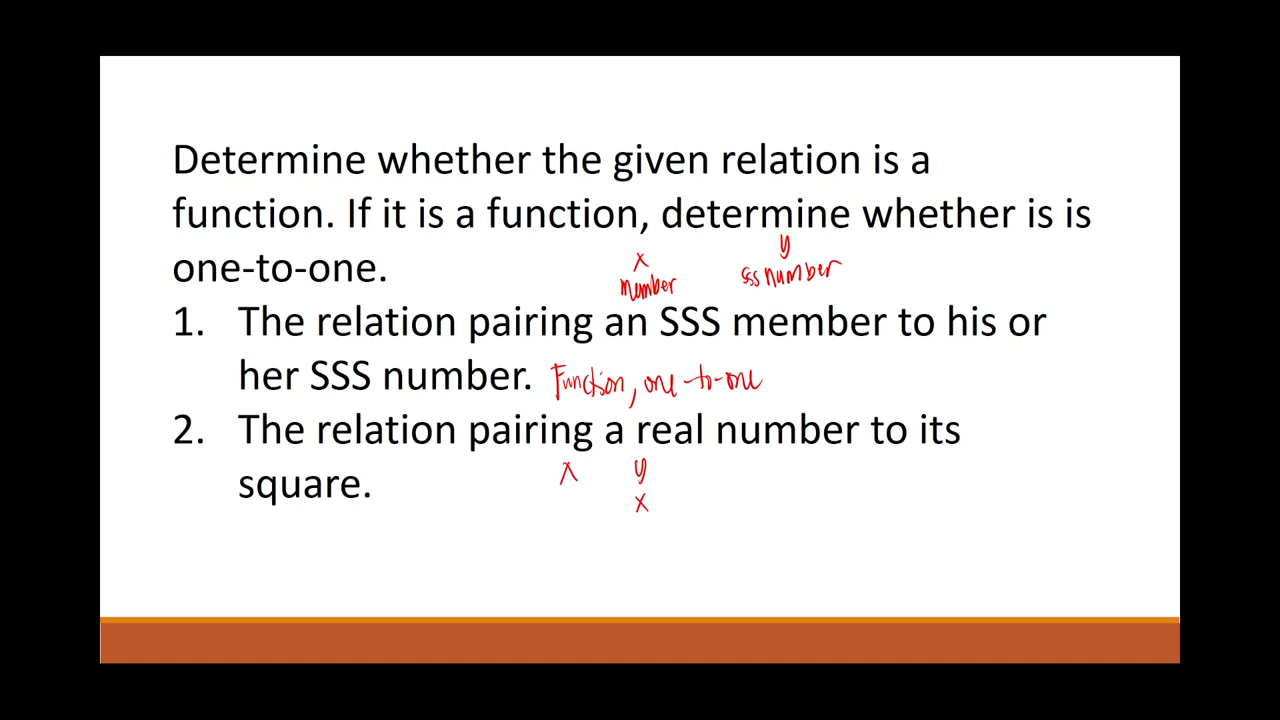 Determine whether the given relation is a
function. If it is a function, determine whether is is
one-to-one.
x y
member sss number
1. The relation pairing an SSS member to his or
her SSS number. Function, one-to-one
2. The relation pairing a real number to its
square. x y
x